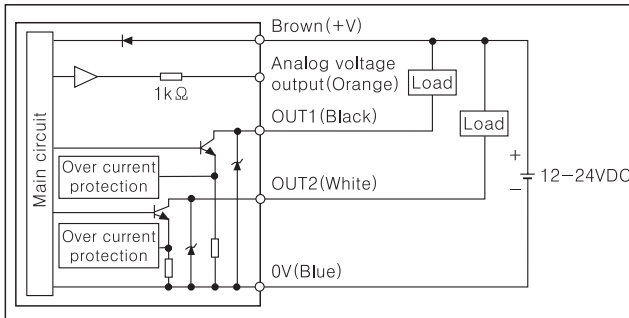 Brown(+V)
Analog voltage
output(Orange)
1kΩ
Load
OUT1(Black)
Load
Main circuit
Over current
protection
OUT2(White)
+
−
12−24VDC
Over current
protection
0V(Blue)